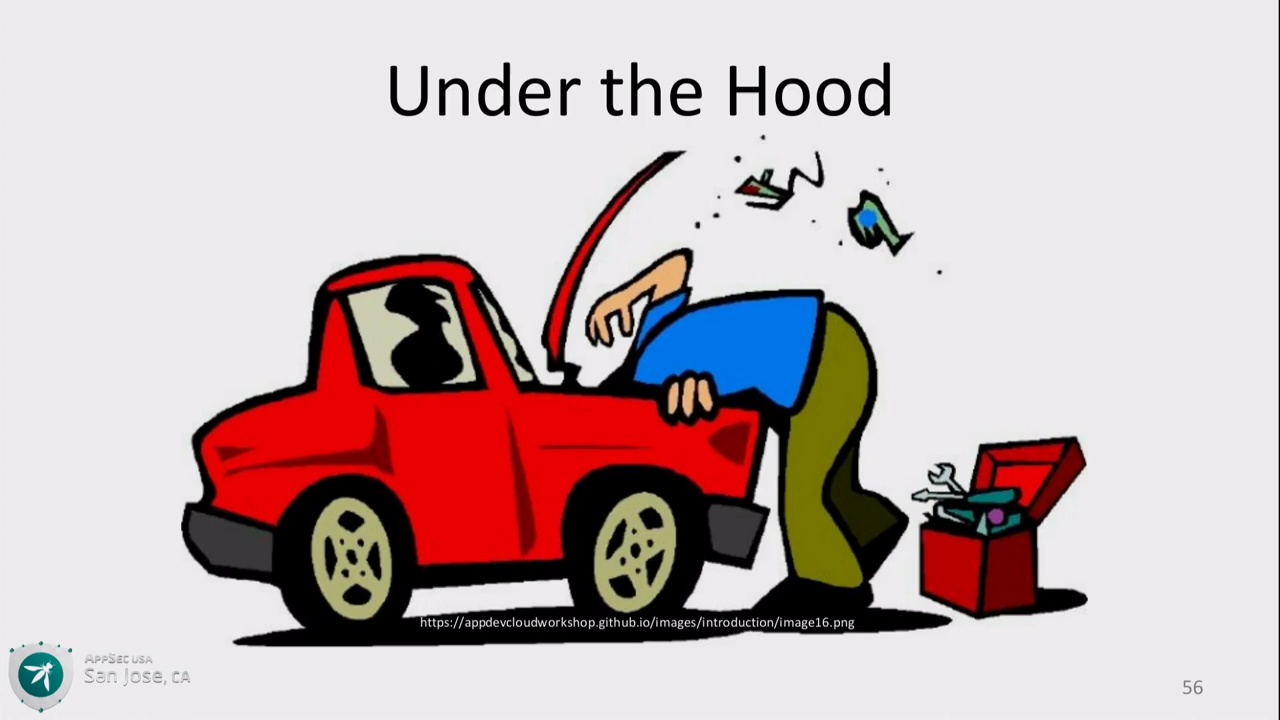 Under the Hood
https://appdevcloudworkshop.github.io/images/introduction/image16.png
AppSec USA
San Jose, CA
56